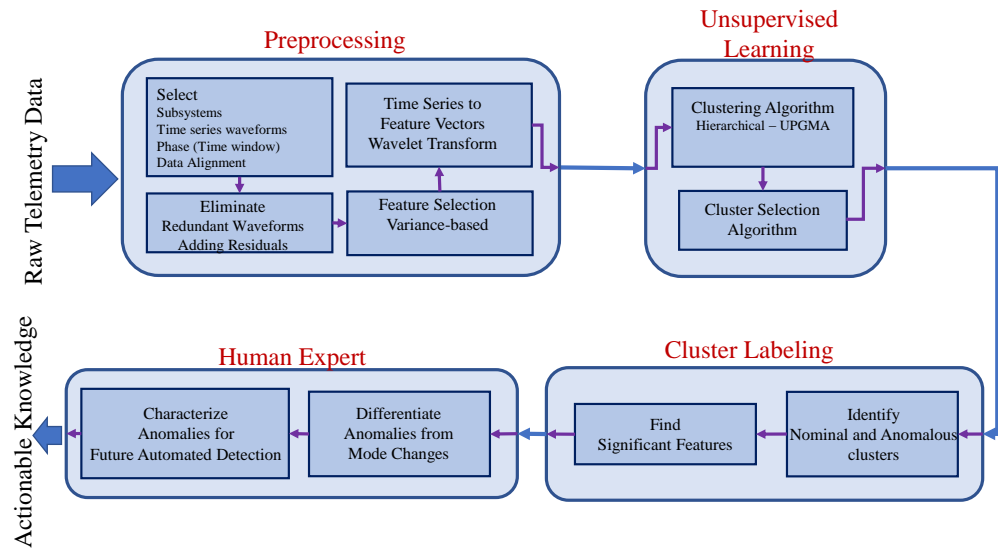 Raw Telemetry Data
Preprocessing
Select
Subsystems
Time series waveforms
Phase (Time window)
Data Alignment
Eliminate
Redundant Waveforms
Adding Residuals
Feature Selection
Variance-based
Time Series to
Feature Vectors
Wavelet Transform
Unsupervised
Learning
Clustering Algorithm
Hierarchical – UPGMA
Cluster Selection
Algorithm
Cluster Labeling
Identify
Nominal and Anomalous
clusters
Find
Significant Features
Human Expert
Differentiate
Anomalies from
Mode Changes
Characterize
Anomalies for
Future Automated Detection
Actionable Knowledge